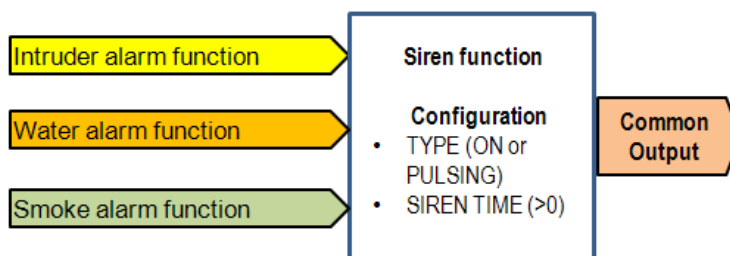 Intruder alarm function
Water alarm function
Smoke alarm function
Siren function
Configuration
• TYPE (ON or
PULSING)
• SIREN TIME (>0)
Common
Output